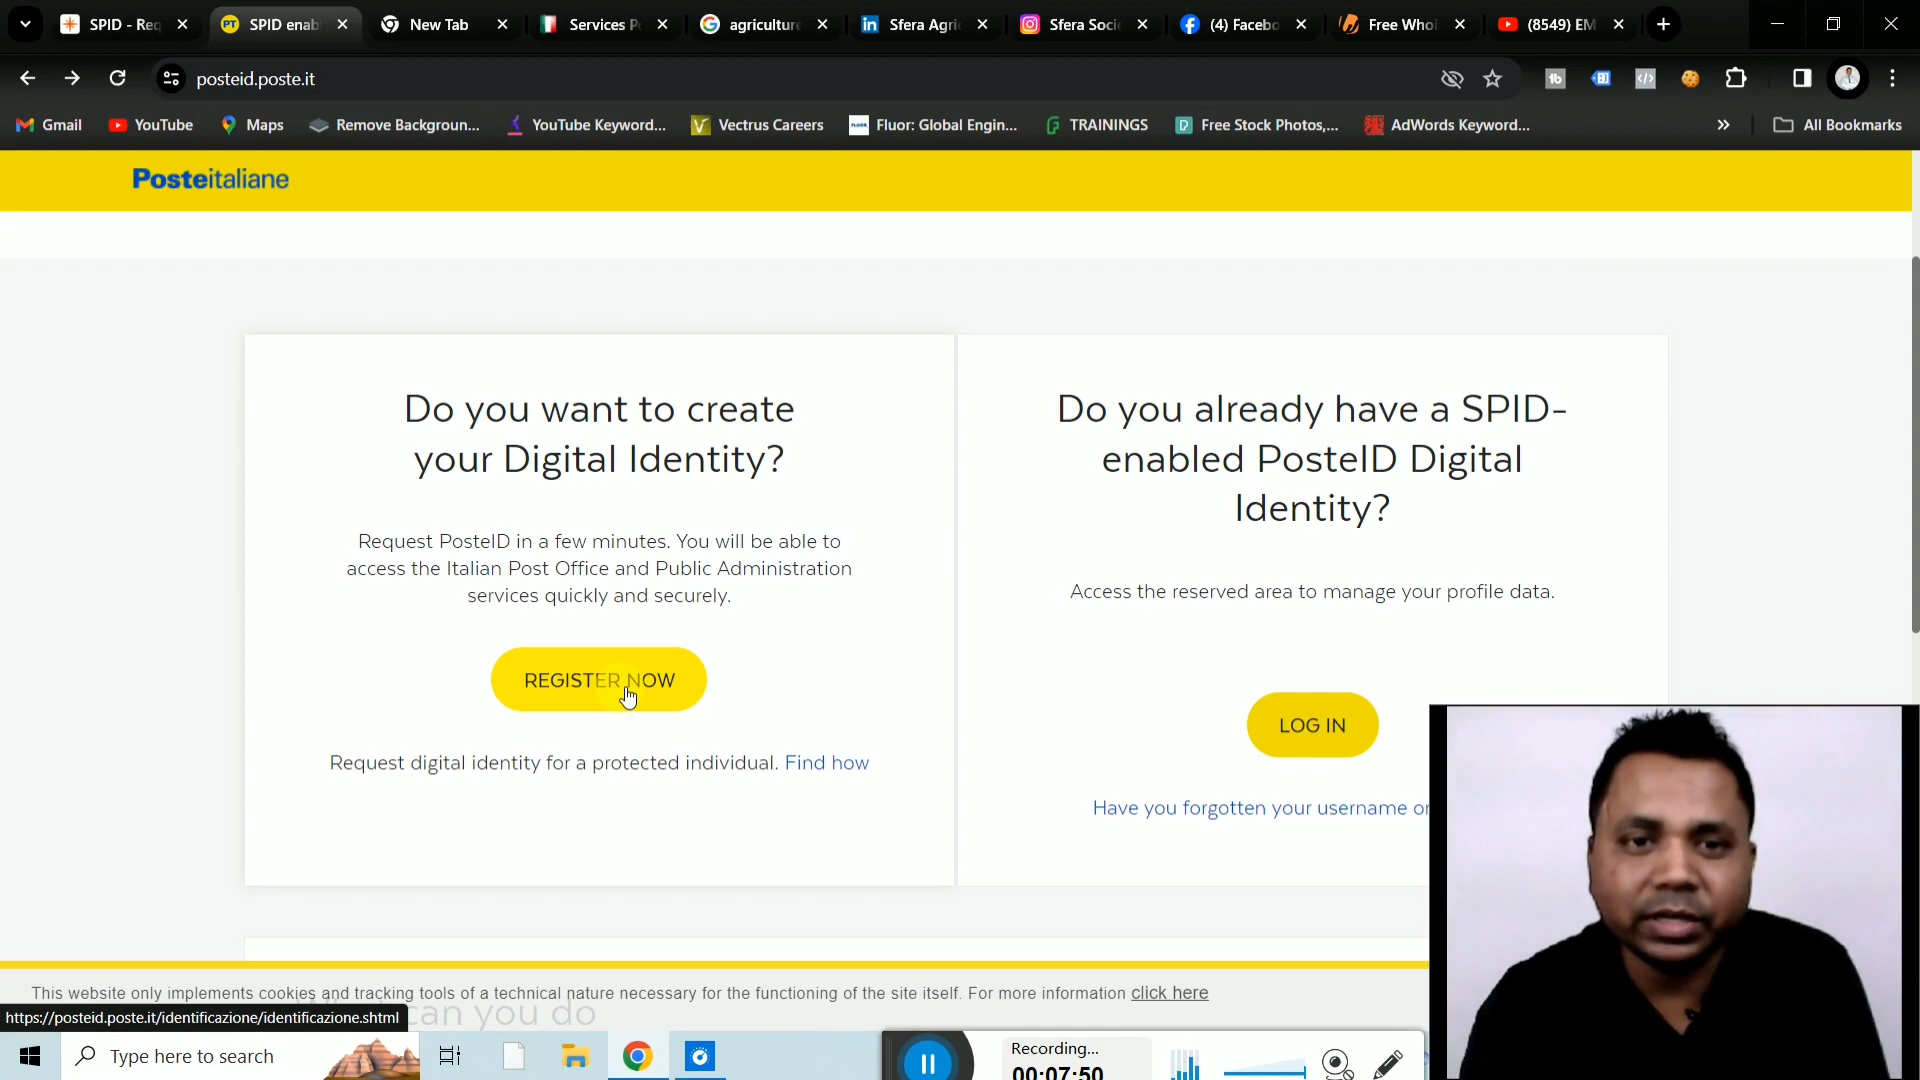 SPID - Req
SPID enab
New Tab
Services P
agriculture
Sfera Agri
Sfera Soci
(4) Facebo
Free Whoi
(8549) EM
posteid.poste.it
Gmail
YouTube
Maps
Remove Backgroun...
YouTube Keyword...
Vectrus Careers
Fluor: Global Engin...
TRAININGS
Free Stock Photos,...
AdWords Keyword...
All Bookmarks
Posteitaliane
Do you want to create
your Digital Identity?
Request PosteID in a few minutes. You will be able to
access the Italian Post Office and Public Administration
services quickly and securely.
REGISTER NOW
Request digital identity for a protected individual. Find how
Do you already have a SPID-
enabled PosteID Digital
Identity?
Access the reserved area to manage your profile data.
LOG IN
Have you forgotten your username or
This website only implements cookies and tracking tools of a technical nature necessary for the functioning of the site itself. For more information click here
can you do
https://posteid.poste.it/identificazione/identificazione.shtml
Type here to search
Recording...
00:07:50